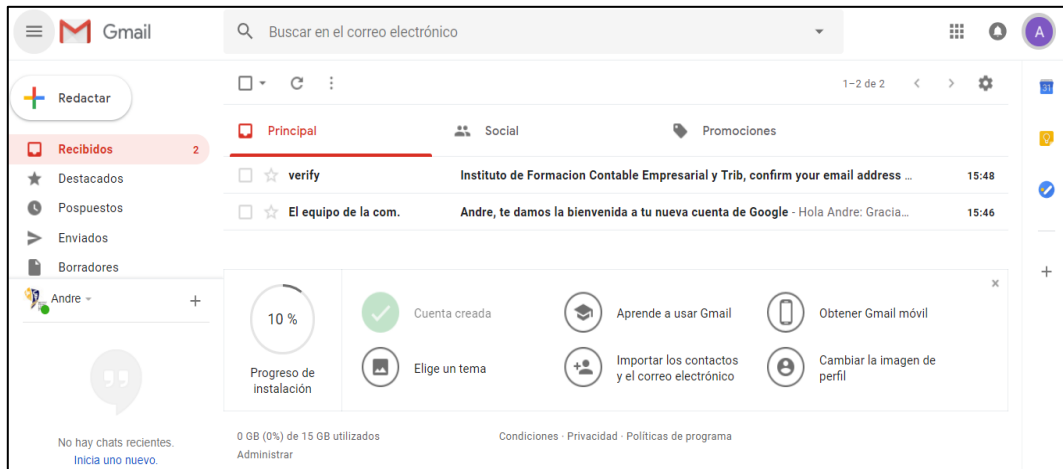 Gmail
Buscar en el correo electrónico
A
Redactar
1–2 de 2
31
Principal
Social
Promociones
Recibidos 2
verify Instituto de Formacion Contable Empresarial y Trib, confirm your email address ... 15:48
Destacados
Pospuestos
El equipo de la com. Andre, te damos la bienvenida a tu nueva cuenta de Google - Hola Andre: Gracia... 15:46
Enviados
Borradores
Andre
10 %
Progreso de
instalación
Cuenta creada
Aprende a usar Gmail
Obtener Gmail móvil
Elige un tema
Importar los contactos
y el correo electrónico
Cambiar la imagen de
perfil
No hay chats recientes.
Inicia uno nuevo.
0 GB (0%) de 15 GB utilizados
Administrar
Condiciones · Privacidad · Políticas de programa